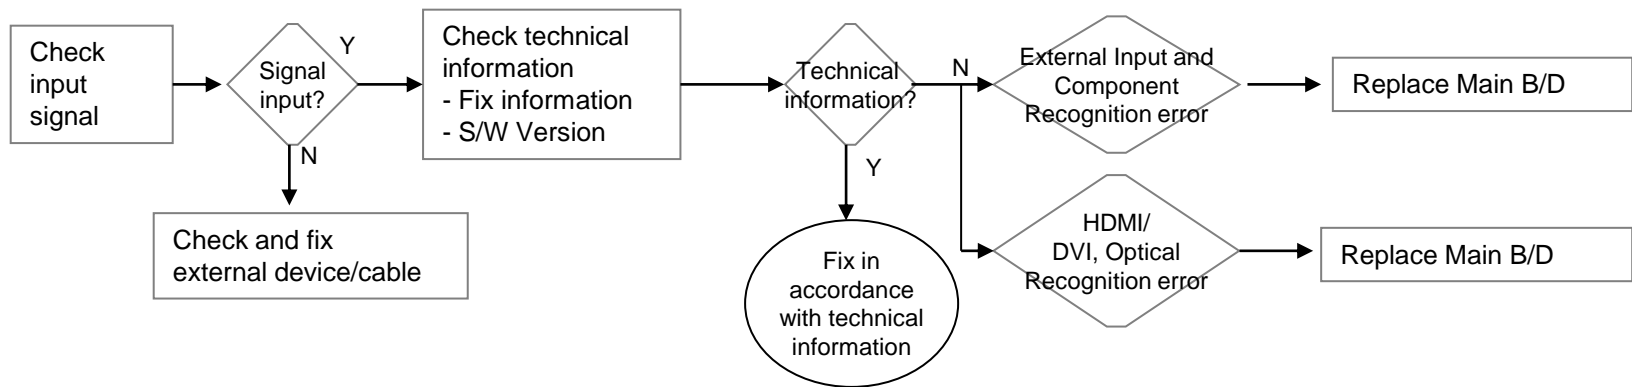 Check
input
signal
Signal
input?
Y
N
Check and fix
external device/cable
Check technical
information
- Fix information
- S/W Version
Technical
information?
N
Y
Fix in
accordance
with technical
information
External Input and
Component
Recognition error
Replace Main B/D
HDMI/
DVI, Optical
Recognition error
Replace Main B/D